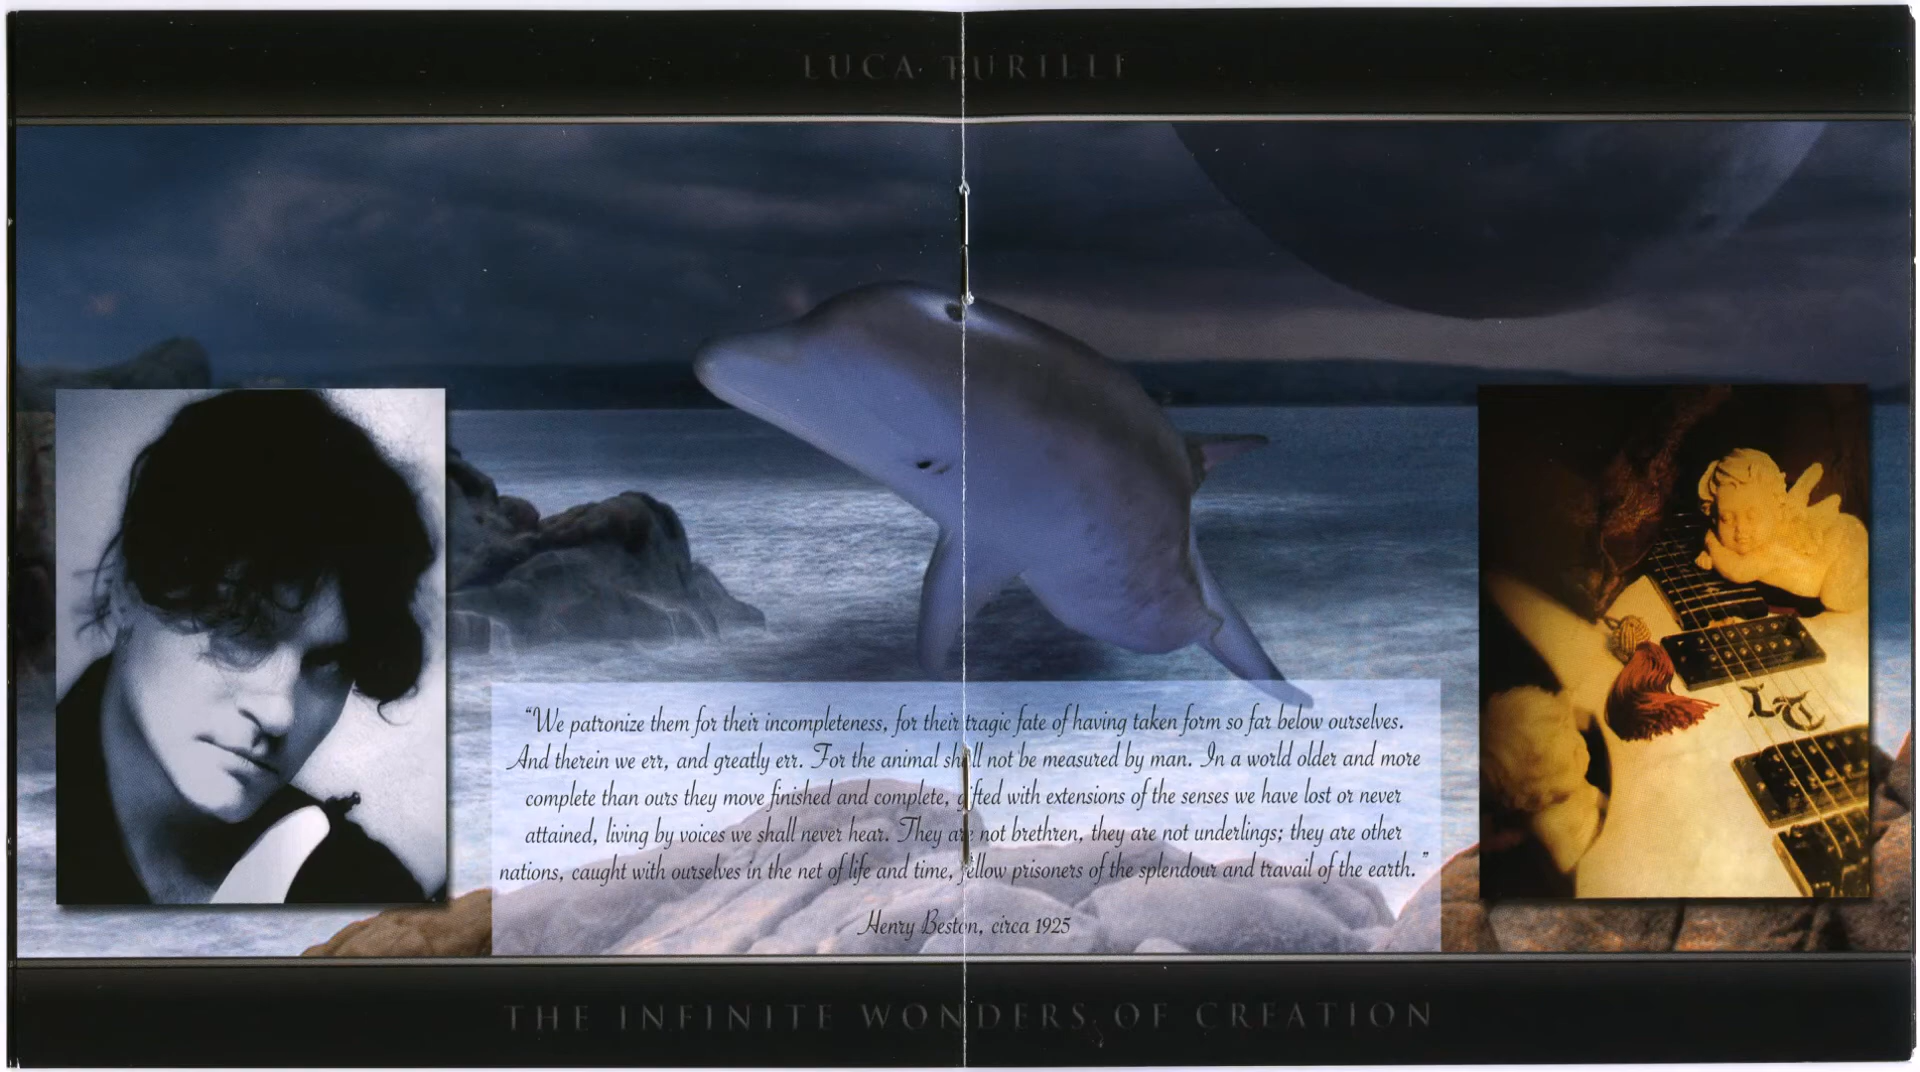 LUCA TURILLI
“We patronize them for their incompleteness, for their tragic fate of having taken form so far below ourselves.
And therein we err, and greatly err. For the animal shall not be measured by man. In a world older and more
complete than ours they move finished and complete, gifted with extensions of the senses we have lost or never
attained, living by voices we shall never hear. They are not brethren, they are not underlings; they are other
nations, caught with ourselves in the net of life and time, fellow prisoners of the splendour and travail of the earth.”
Henry Beston, circa 1925
LT
THE INFINITE WONDERS OF CREATION